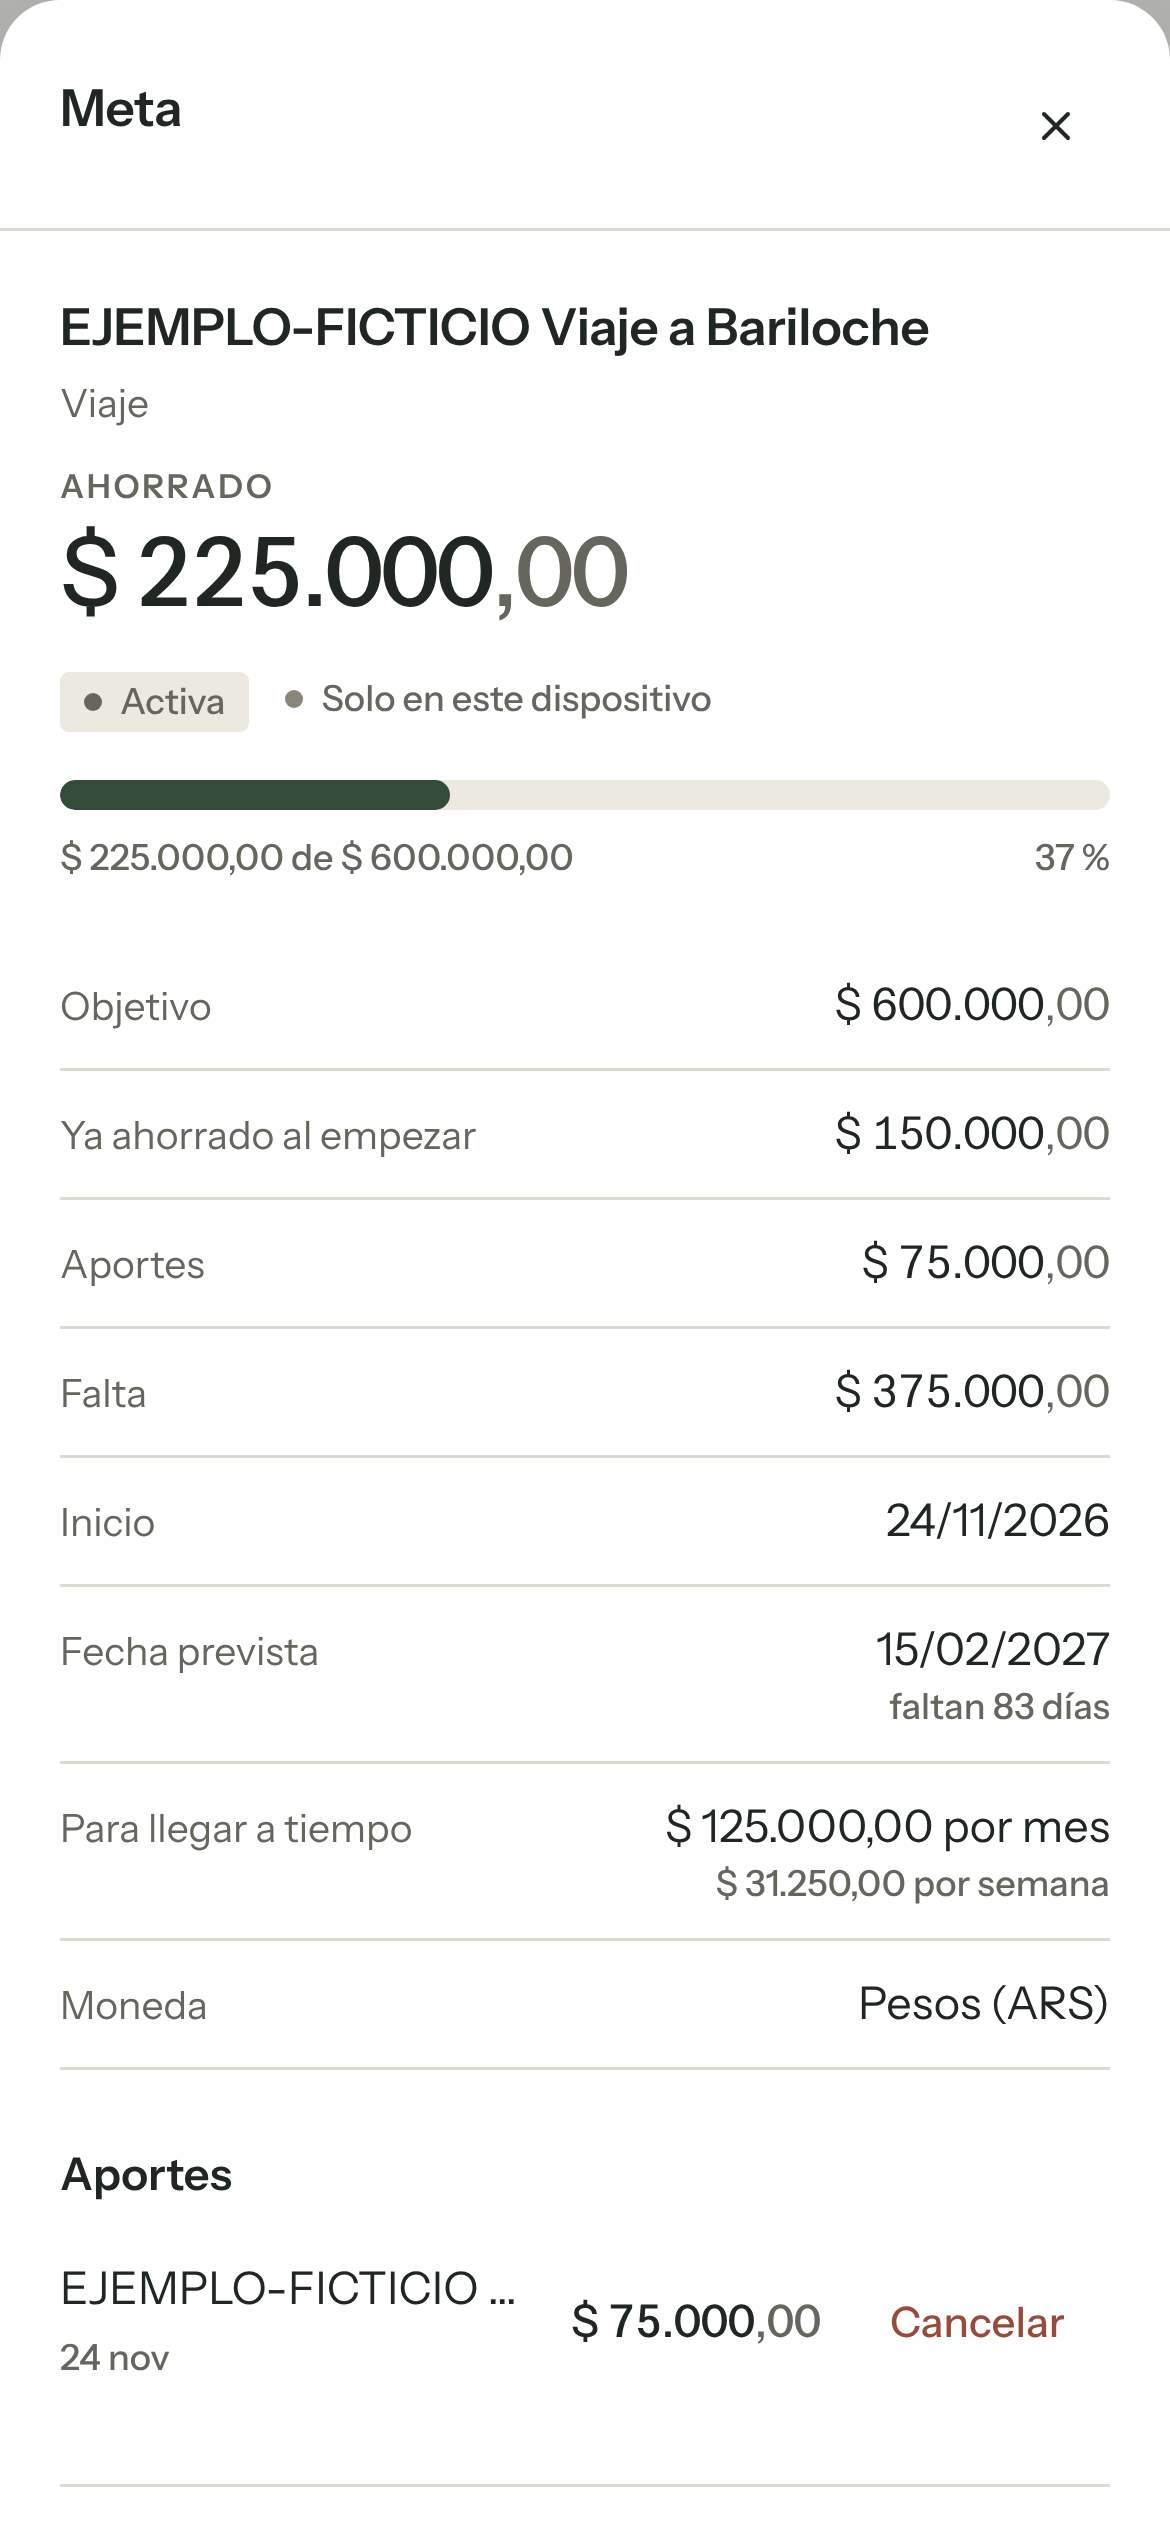 Meta
EJEMPLO-FICTICIO Viaje a Bariloche
Viaje
AHORRADO
$ 225.000,00
Activa
Solo en este dispositivo
$ 225.000,00 de $ 600.000,00
37 %
Objetivo
$ 600.000,00
Ya ahorrado al empezar
$ 150.000,00
Aportes
$ 75.000,00
Falta
$ 375.000,00
Inicio
24/11/2026
Fecha prevista
15/02/2027
faltan 83 días
Para llegar a tiempo
$ 125.000,00 por mes
$ 31.250,00 por semana
Moneda
Pesos (ARS)
Aportes
EJEMPLO-FICTICIO ...
24 nov
$ 75.000,00
Cancelar